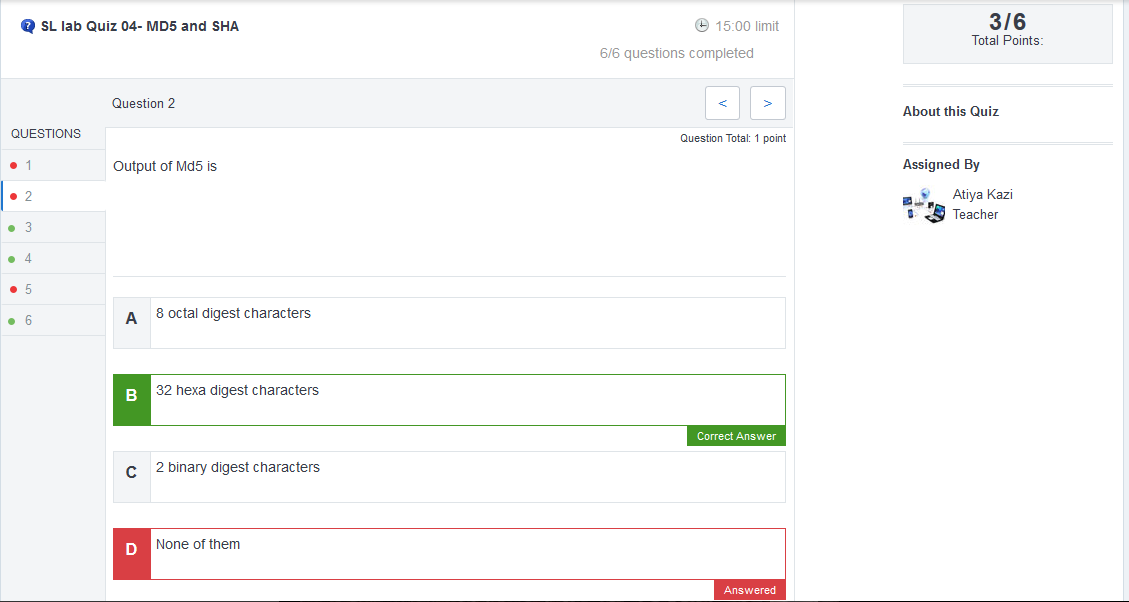 SL lab Quiz 04- MD5 and SHA
15:00 limit
6/6 questions completed
3/6
Total Points:
About this Quiz
Assigned By
Atiya Kazi
Teacher
Question 2
<
>
QUESTIONS
1
2
3
4
5
6
Question Total: 1 point
Output of Md5 is
A
8 octal digest characters
B
32 hexa digest characters
Correct Answer
C
2 binary digest characters
D
None of them
Answered